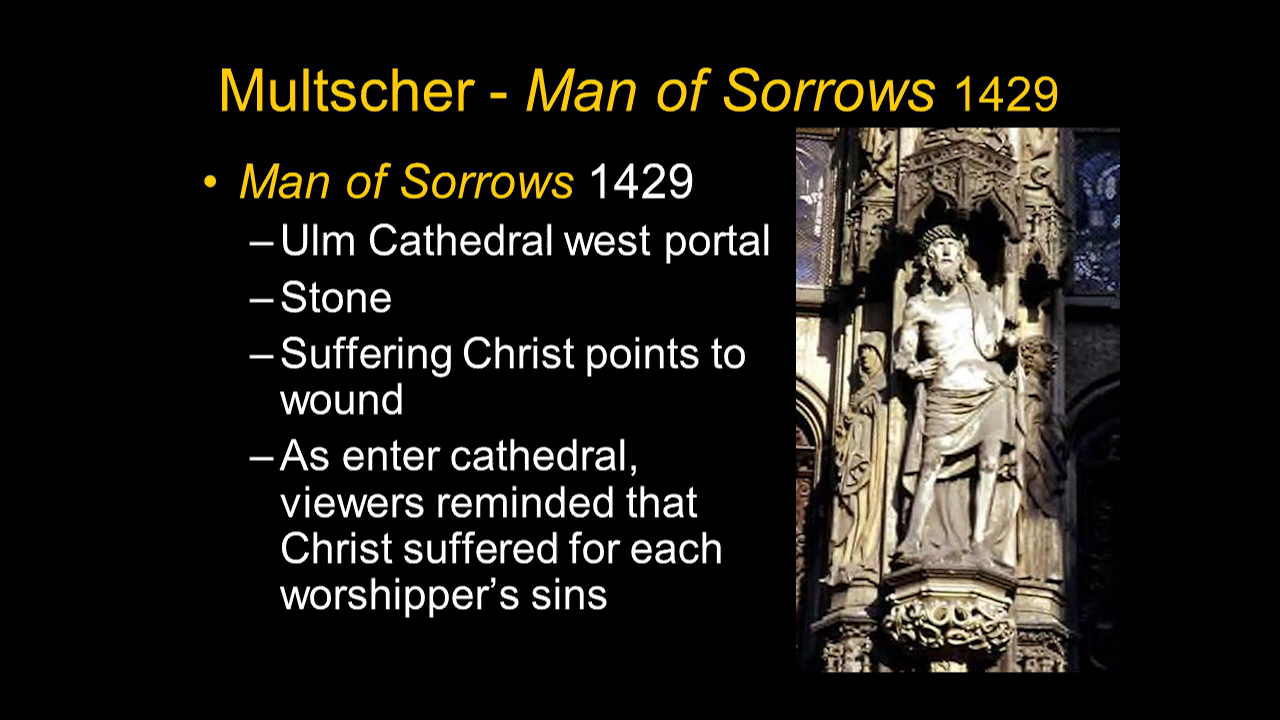 Multscher - Man of Sorrows 1429
• Man of Sorrows 1429
– Ulm Cathedral west portal
– Stone
– Suffering Christ points to
wound
– As enter cathedral,
viewers reminded that
Christ suffered for each
worshipper’s sins